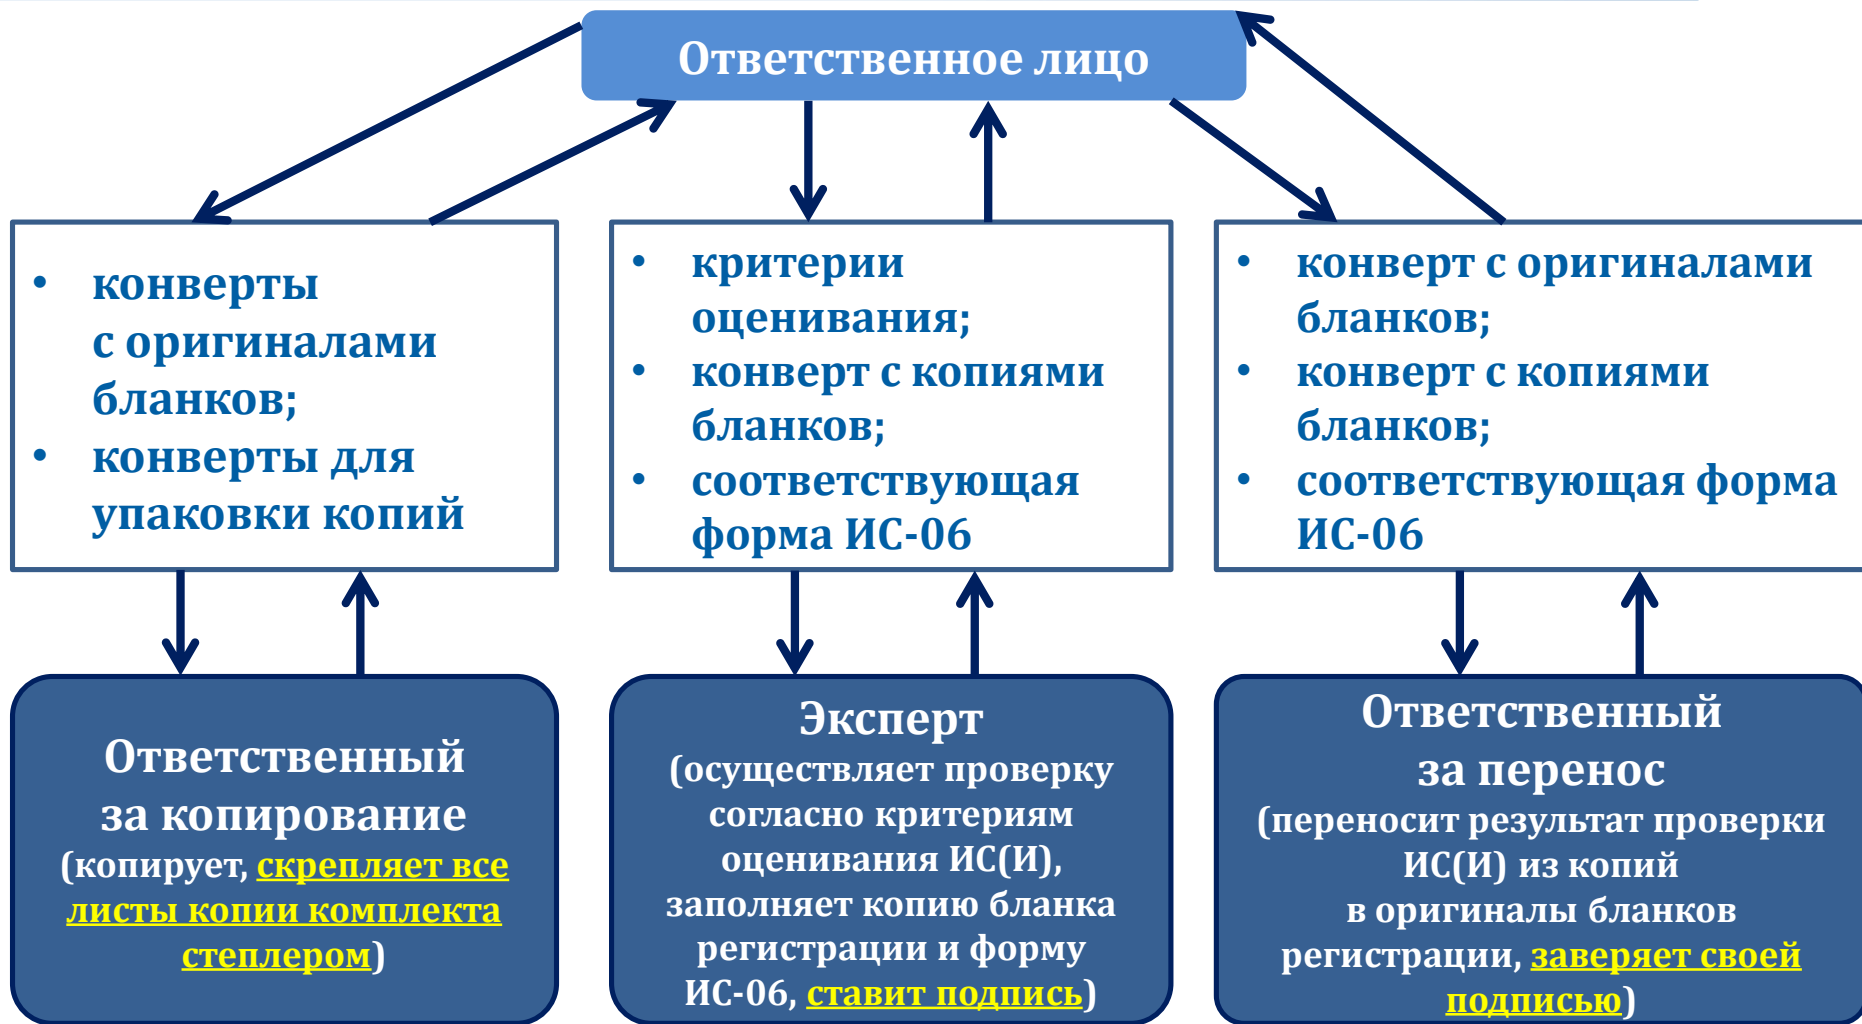 Ответственное лицо
• конверты
с оригиналами
бланков;
• конверты для
упаковки копий
• критерии
оценивания;
• конверт с копиями
бланков;
• соответствующая
форма ИС-06
• конверт с оригиналами
бланков;
• конверт с копиями
бланков;
• соответствующая форма
ИС-06
Ответственный
за копирование
(копирует, скрепляет все
листы копии комплекта
степлером)
Эксперт
(осуществляет проверку
согласно критериям
оценивания ИС(И),
заполняет копию бланка
регистрации и форму
ИС-06, ставит подпись)
Ответственный
за перенос
(переносит результат проверки
ИС(И) из копий
в оригиналы бланков
регистрации, заверяет своей
подписью)